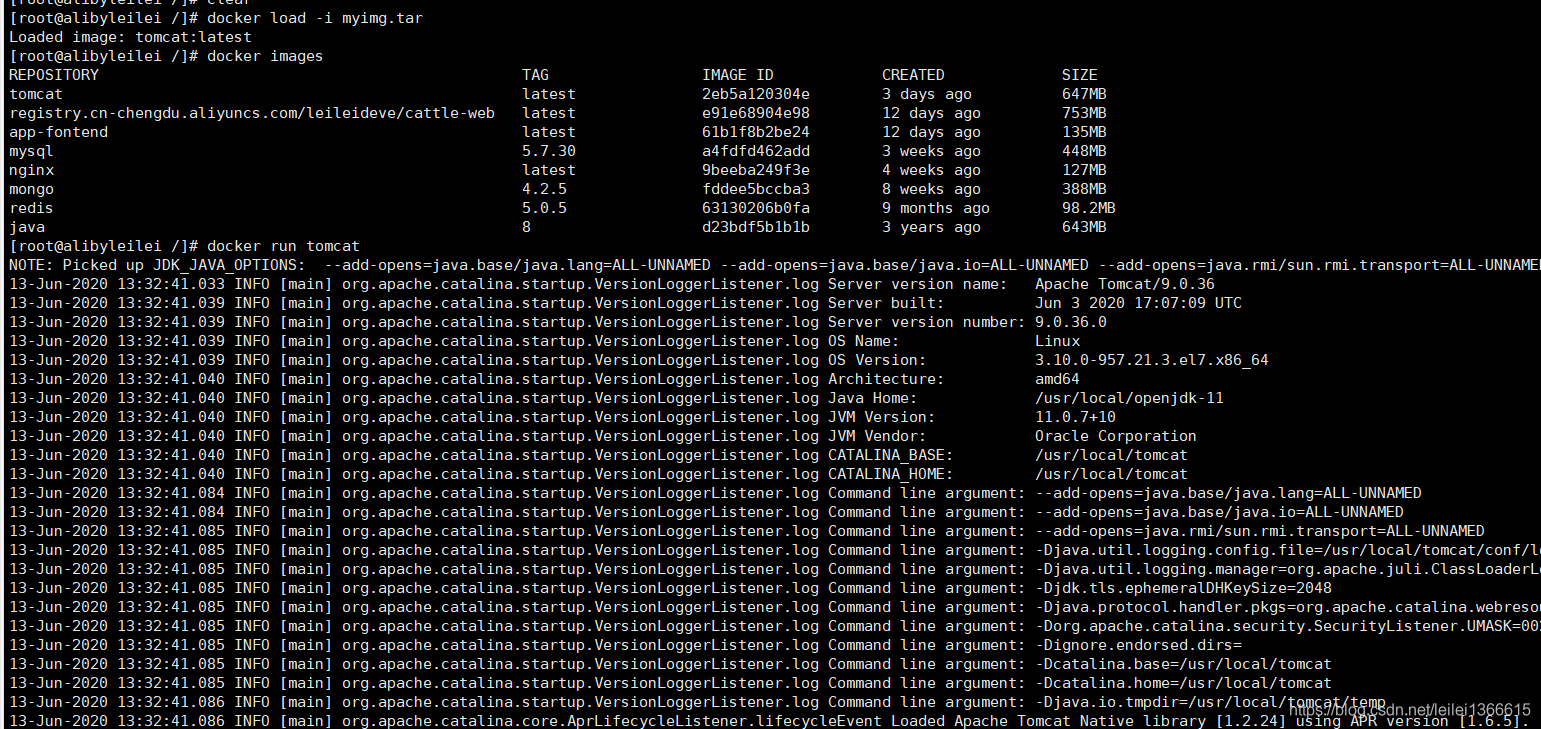 [root@alibyleilei /]# clear
[root@alibyleilei /]# docker load -i myimg.tar
Loaded image: tomcat:latest
[root@alibyleilei /]# docker images
REPOSITORY TAG IMAGE ID CREATED SIZE
tomcat latest 2eb5a120304e 3 days ago 647MB
registry.cn-chengdu.aliyuncs.com/leileideve/cattle-web latest e91e68904e98 12 days ago 753MB
app-fontend latest 61b1f8b2be24 12 days ago 135MB
mysql 5.7.30 a4fdfd462add 3 weeks ago 448MB
nginx latest 9beeba249f3e 4 weeks ago 127MB
mongo 4.2.5 fddee5bccba3 8 weeks ago 388MB
redis 5.0.5 63130206b0fa 9 months ago 98.2MB
java 8 d23bdf5b1b1b 3 years ago 643MB
[root@alibyleilei /]# docker run tomcat
NOTE: Picked up JDK_JAVA_OPTIONS:  --add-opens=java.base/java.lang=ALL-UNNAMED --add-opens=java.base/java.io=ALL-UNNAMED --add-opens=java.rmi/sun.rmi.transport=ALL-UNNAME
13-Jun-2020 13:32:41.033 INFO [main] org.apache.catalina.startup.VersionLoggerListener.log Server version name:   Apache Tomcat/9.0.36
13-Jun-2020 13:32:41.039 INFO [main] org.apache.catalina.startup.VersionLoggerListener.log Server built:          Jun 3 2020 17:07:09 UTC
13-Jun-2020 13:32:41.039 INFO [main] org.apache.catalina.startup.VersionLoggerListener.log Server version number: 9.0.36.0
13-Jun-2020 13:32:41.039 INFO [main] org.apache.catalina.startup.VersionLoggerListener.log OS Name:               Linux
13-Jun-2020 13:32:41.039 INFO [main] org.apache.catalina.startup.VersionLoggerListener.log OS Version:            3.10.0-957.21.3.el7.x86_64
13-Jun-2020 13:32:41.040 INFO [main] org.apache.catalina.startup.VersionLoggerListener.log Architecture:          amd64
13-Jun-2020 13:32:41.040 INFO [main] org.apache.catalina.startup.VersionLoggerListener.log Java Home:             /usr/local/openjdk-11
13-Jun-2020 13:32:41.040 INFO [main] org.apache.catalina.startup.VersionLoggerListener.log JVM Version:           11.0.7+10
13-Jun-2020 13:32:41.040 INFO [main] org.apache.catalina.startup.VersionLoggerListener.log JVM Vendor:            Oracle Corporation
13-Jun-2020 13:32:41.040 INFO [main] org.apache.catalina.startup.VersionLoggerListener.log CATALINA_BASE:         /usr/local/tomcat
13-Jun-2020 13:32:41.040 INFO [main] org.apache.catalina.startup.VersionLoggerListener.log CATALINA_HOME:         /usr/local/tomcat
13-Jun-2020 13:32:41.084 INFO [main] org.apache.catalina.startup.VersionLoggerListener.log Command line argument: --add-opens=java.base/java.lang=ALL-UNNAMED
13-Jun-2020 13:32:41.084 INFO [main] org.apache.catalina.startup.VersionLoggerListener.log Command line argument: --add-opens=java.base/java.io=ALL-UNNAMED
13-Jun-2020 13:32:41.085 INFO [main] org.apache.catalina.startup.VersionLoggerListener.log Command line argument: --add-opens=java.rmi/sun.rmi.transport=ALL-UNNAMED
13-Jun-2020 13:32:41.085 INFO [main] org.apache.catalina.startup.VersionLoggerListener.log Command line argument: -Djava.util.logging.config.file=/usr/local/tomcat/conf/l
13-Jun-2020 13:32:41.085 INFO [main] org.apache.catalina.startup.VersionLoggerListener.log Command line argument: -Djava.util.logging.manager=org.apache.juli.ClassLoaderL
13-Jun-2020 13:32:41.085 INFO [main] org.apache.catalina.startup.VersionLoggerListener.log Command line argument: -Djdk.tls.ephemeralDHKeySize=2048
13-Jun-2020 13:32:41.085 INFO [main] org.apache.catalina.startup.VersionLoggerListener.log Command line argument: -Djava.protocol.handler.pkgs=org.apache.catalina.webresou
13-Jun-2020 13:32:41.085 INFO [main] org.apache.catalina.startup.VersionLoggerListener.log Command line argument: -Dorg.apache.catalina.security.SecurityListener.UMASK=002
13-Jun-2020 13:32:41.085 INFO [main] org.apache.catalina.startup.VersionLoggerListener.log Command line argument: -Dignore.endorsed.dirs=
13-Jun-2020 13:32:41.085 INFO [main] org.apache.catalina.startup.VersionLoggerListener.log Command line argument: -Dcatalina.base=/usr/local/tomcat
13-Jun-2020 13:32:41.085 INFO [main] org.apache.catalina.startup.VersionLoggerListener.log Command line argument: -Dcatalina.home=/usr/local/tomcat
13-Jun-2020 13:32:41.086 INFO [main] org.apache.catalina.startup.VersionLoggerListener.log Command line argument: -Djava.io.tmpdir=/usr/local/tomcat/temp
13-Jun-2020 13:32:41.086 INFO [main] org.apache.catalina.core.AprLifecycleListener.lifecycleEvent Loaded Apache Tomcat Native library [1.2.24] using APR version [1.6.5].
https://blog.csdn.net/leilei1366615